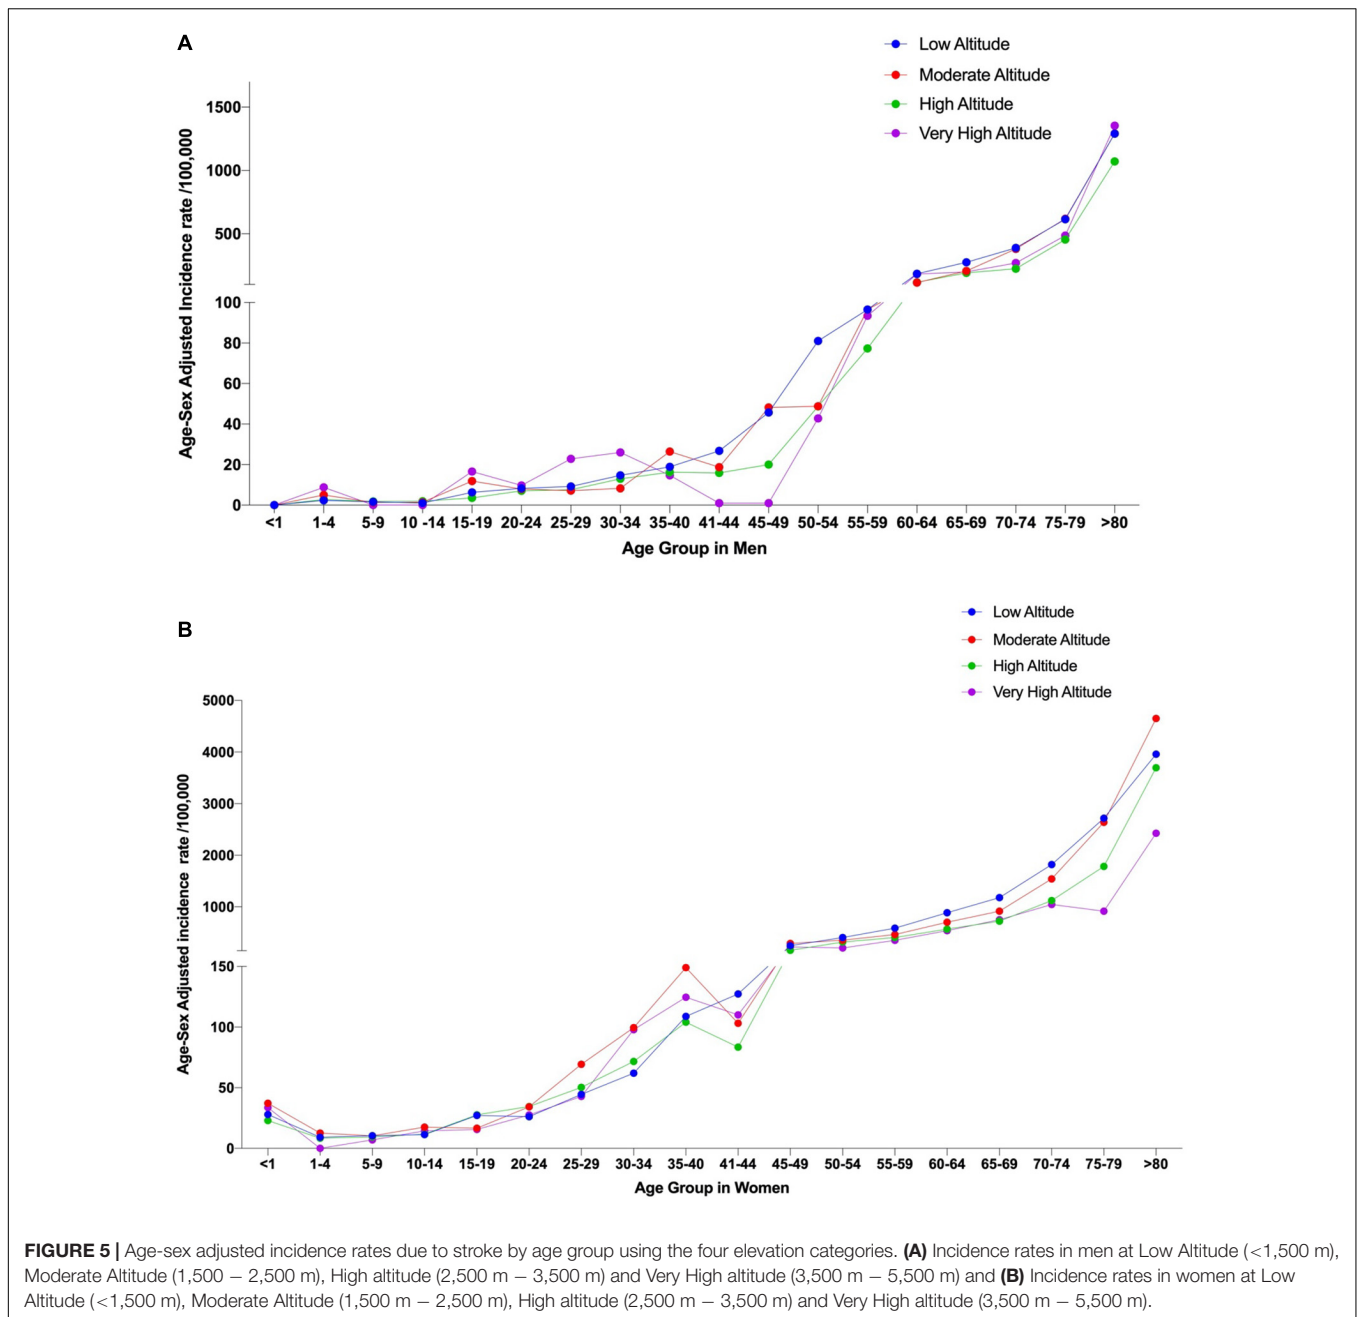 A
Low Altitude
Moderate Altitude
High Altitude
Very High Altitude
Age-Sex Adjusted Incidence rate /100,000
1500
1000
500
100
80
60
40
20
0
<1 1-4 5-9 10 -14 15-19 20-24 25-29 30-34 35-40 41-44 45-49 50-54 55-59 60-64 65-69 70-74 75-79 >80
Age Group in Men
B
Low Altitude
Moderate Altitude
High Altitude
Very High Altitude
Age-Sex Adjusted incidence rate /100,000
5000
4000
3000
2000
1000
150
100
50
0
<1 1-4 5-9 10-14 15-19 20-24 25-29 30-34 35-40 41-44 45-49 50-54 55-59 60-64 65-69 70-74 75-79 >80
Age Group in Women
FIGURE 5 | Age-sex adjusted incidence rates due to stroke by age group using the four elevation categories. (A) Incidence rates in men at Low Altitude (<1,500 m),
Moderate Altitude (1,500 – 2,500 m), High altitude (2,500 m – 3,500 m) and Very High altitude (3,500 m – 5,500 m) and (B) Incidence rates in women at Low
Altitude (<1,500 m), Moderate Altitude (1,500 m – 2,500 m), High altitude (2,500 m – 3,500 m) and Very High altitude (3,500 m – 5,500 m).